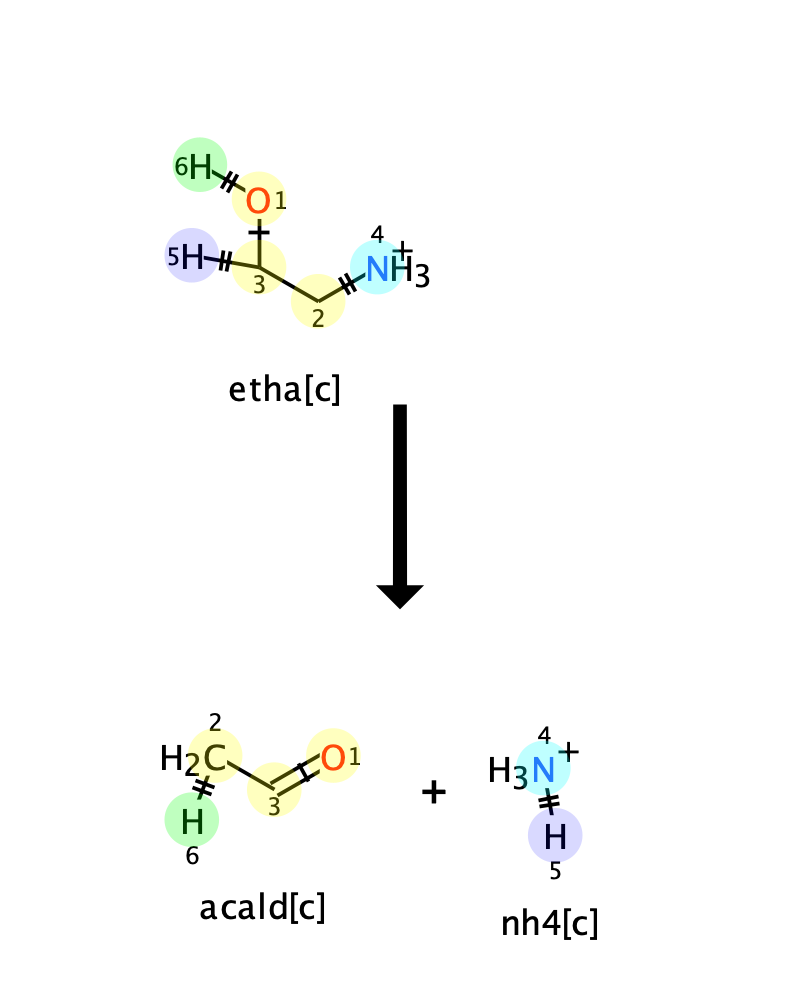 6H
O1
5H
3
2
4
NH3+
etha[c]
2
H2C
3
O1
H
6
acald[c]
+
4
H3N+
H
5
nh4[c]